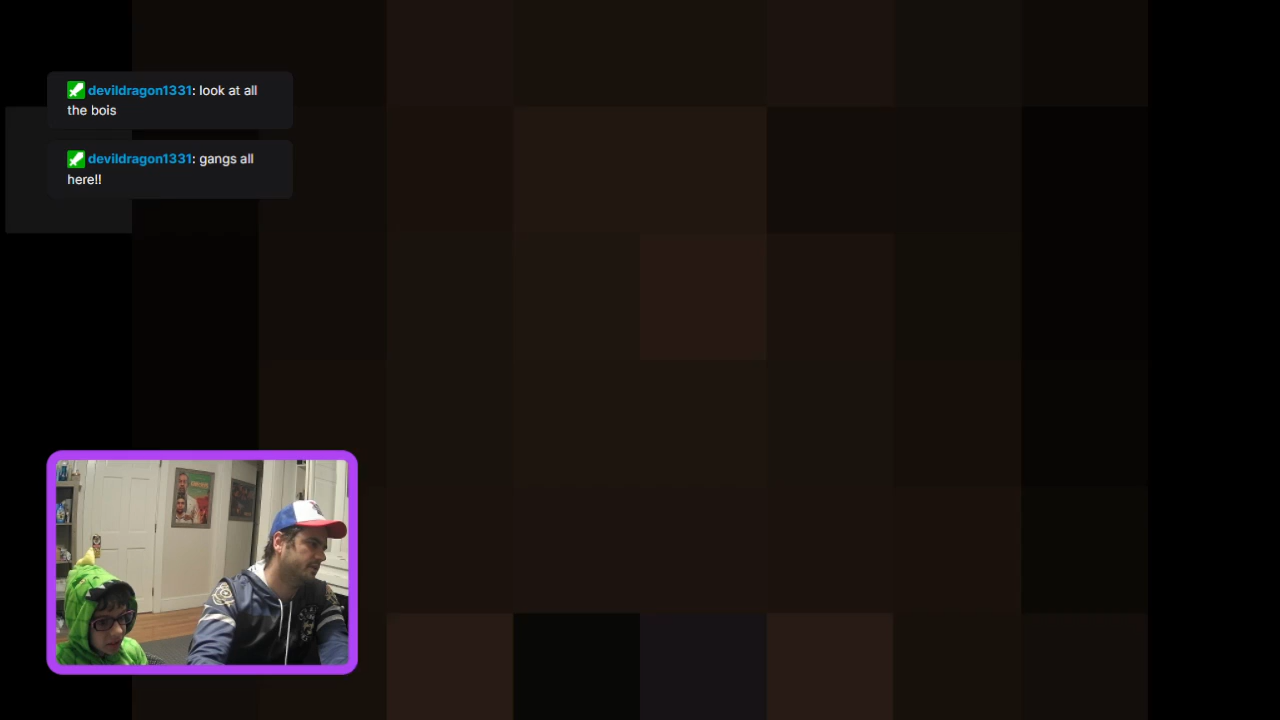 devildragon1331: look at all
the bois
devildragon1331: gangs all
here!!